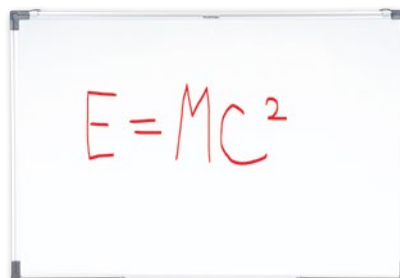 E = MC²